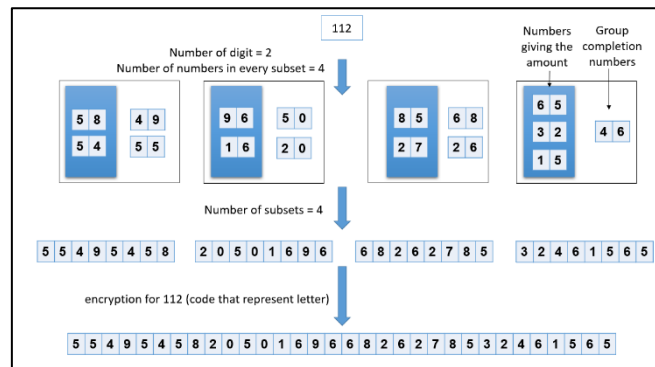 112
Number of digit = 2
Number of numbers in every subset = 4
Numbers giving the amount
Group completion numbers
5 8 4 9
5 4 5 5
9 6 5 0
1 6 2 0
8 5 6 8
2 7 2 6
6 5
3 2 4 6
1 5
Number of subsets = 4
5 5 4 9 5 4 5 8 2 0 5 0 1 6 9 6 6 8 2 6 2 7 8 5 3 2 4 6 1 5 6 5
encryption for 112 (code that represent letter)
5 5 4 9 5 4 5 8 2 0 5 0 1 6 9 6 6 8 2 6 2 7 8 5 3 2 4 6 1 5 6 5